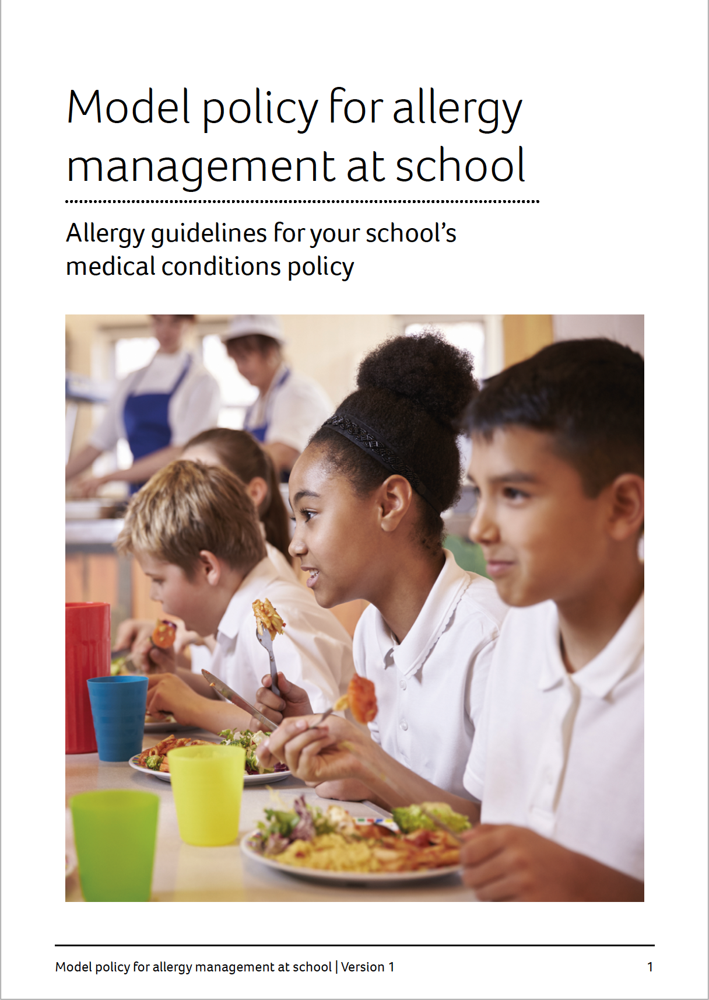 Model policy for allergy
management at school
Allergy guidelines for your school’s
medical conditions policy
Model policy for allergy management at school | Version 1
1